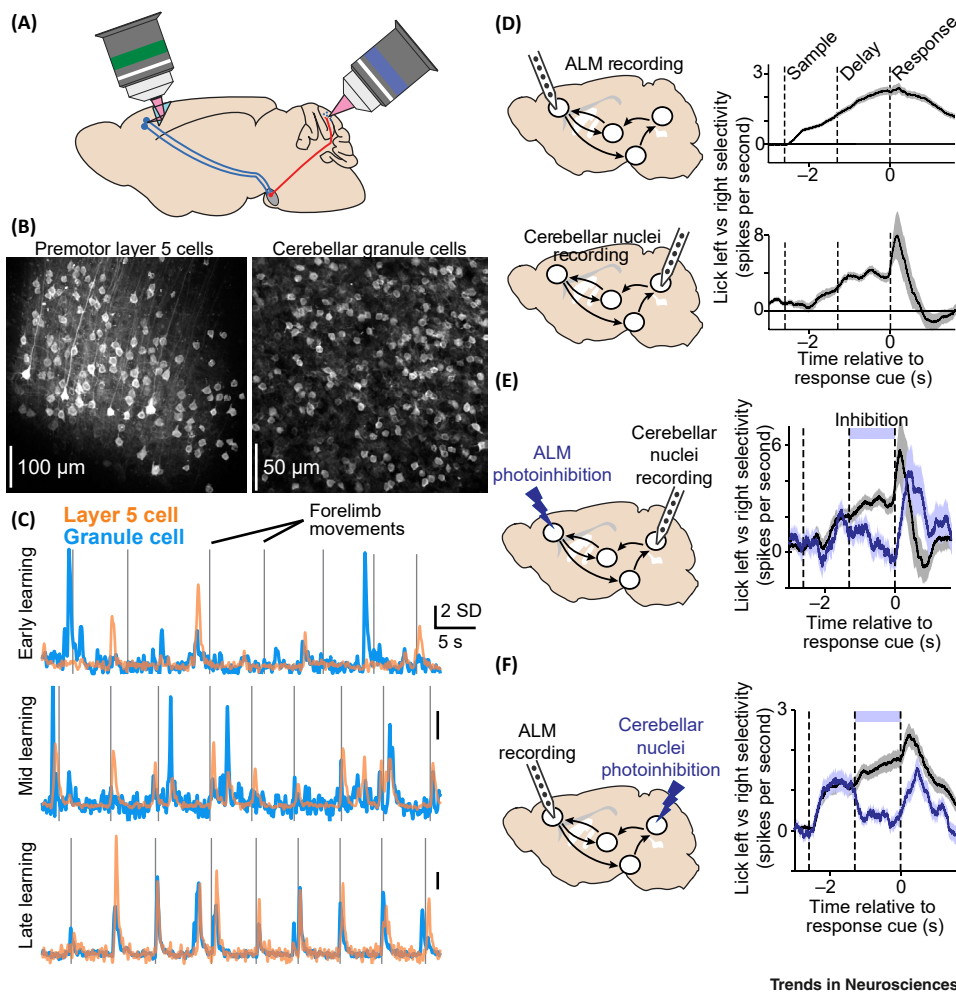 (A)
(B)
Premotor layer 5 cells
Cerebellar granule cells
100 µm
50 µm
(C)
Layer 5 cell
Granule cell
Forelimb
movements
Early learning
2 SD
5 s
Mid learning
Late learning
(D)
ALM recording
Cerebellar nuclei
recording
Sample
Delay
Response
3
0
−2
0
8
0
−2
0
Lick left vs right selectivity
(spikes per second)
Time relative to
response cue (s)
(E)
ALM
photoinhibition
Cerebellar
nuclei
recording
Inhibition
6
0
−2
0
Lick left vs right selectivity
(spikes per second)
Time relative to
response cue (s)
(F)
ALM
recording
Cerebellar
nuclei
photoinhibition
3
0
−2
0
Lick left vs right selectivity
(spikes per second)
Time relative to
response cue (s)
Trends in Neurosciences